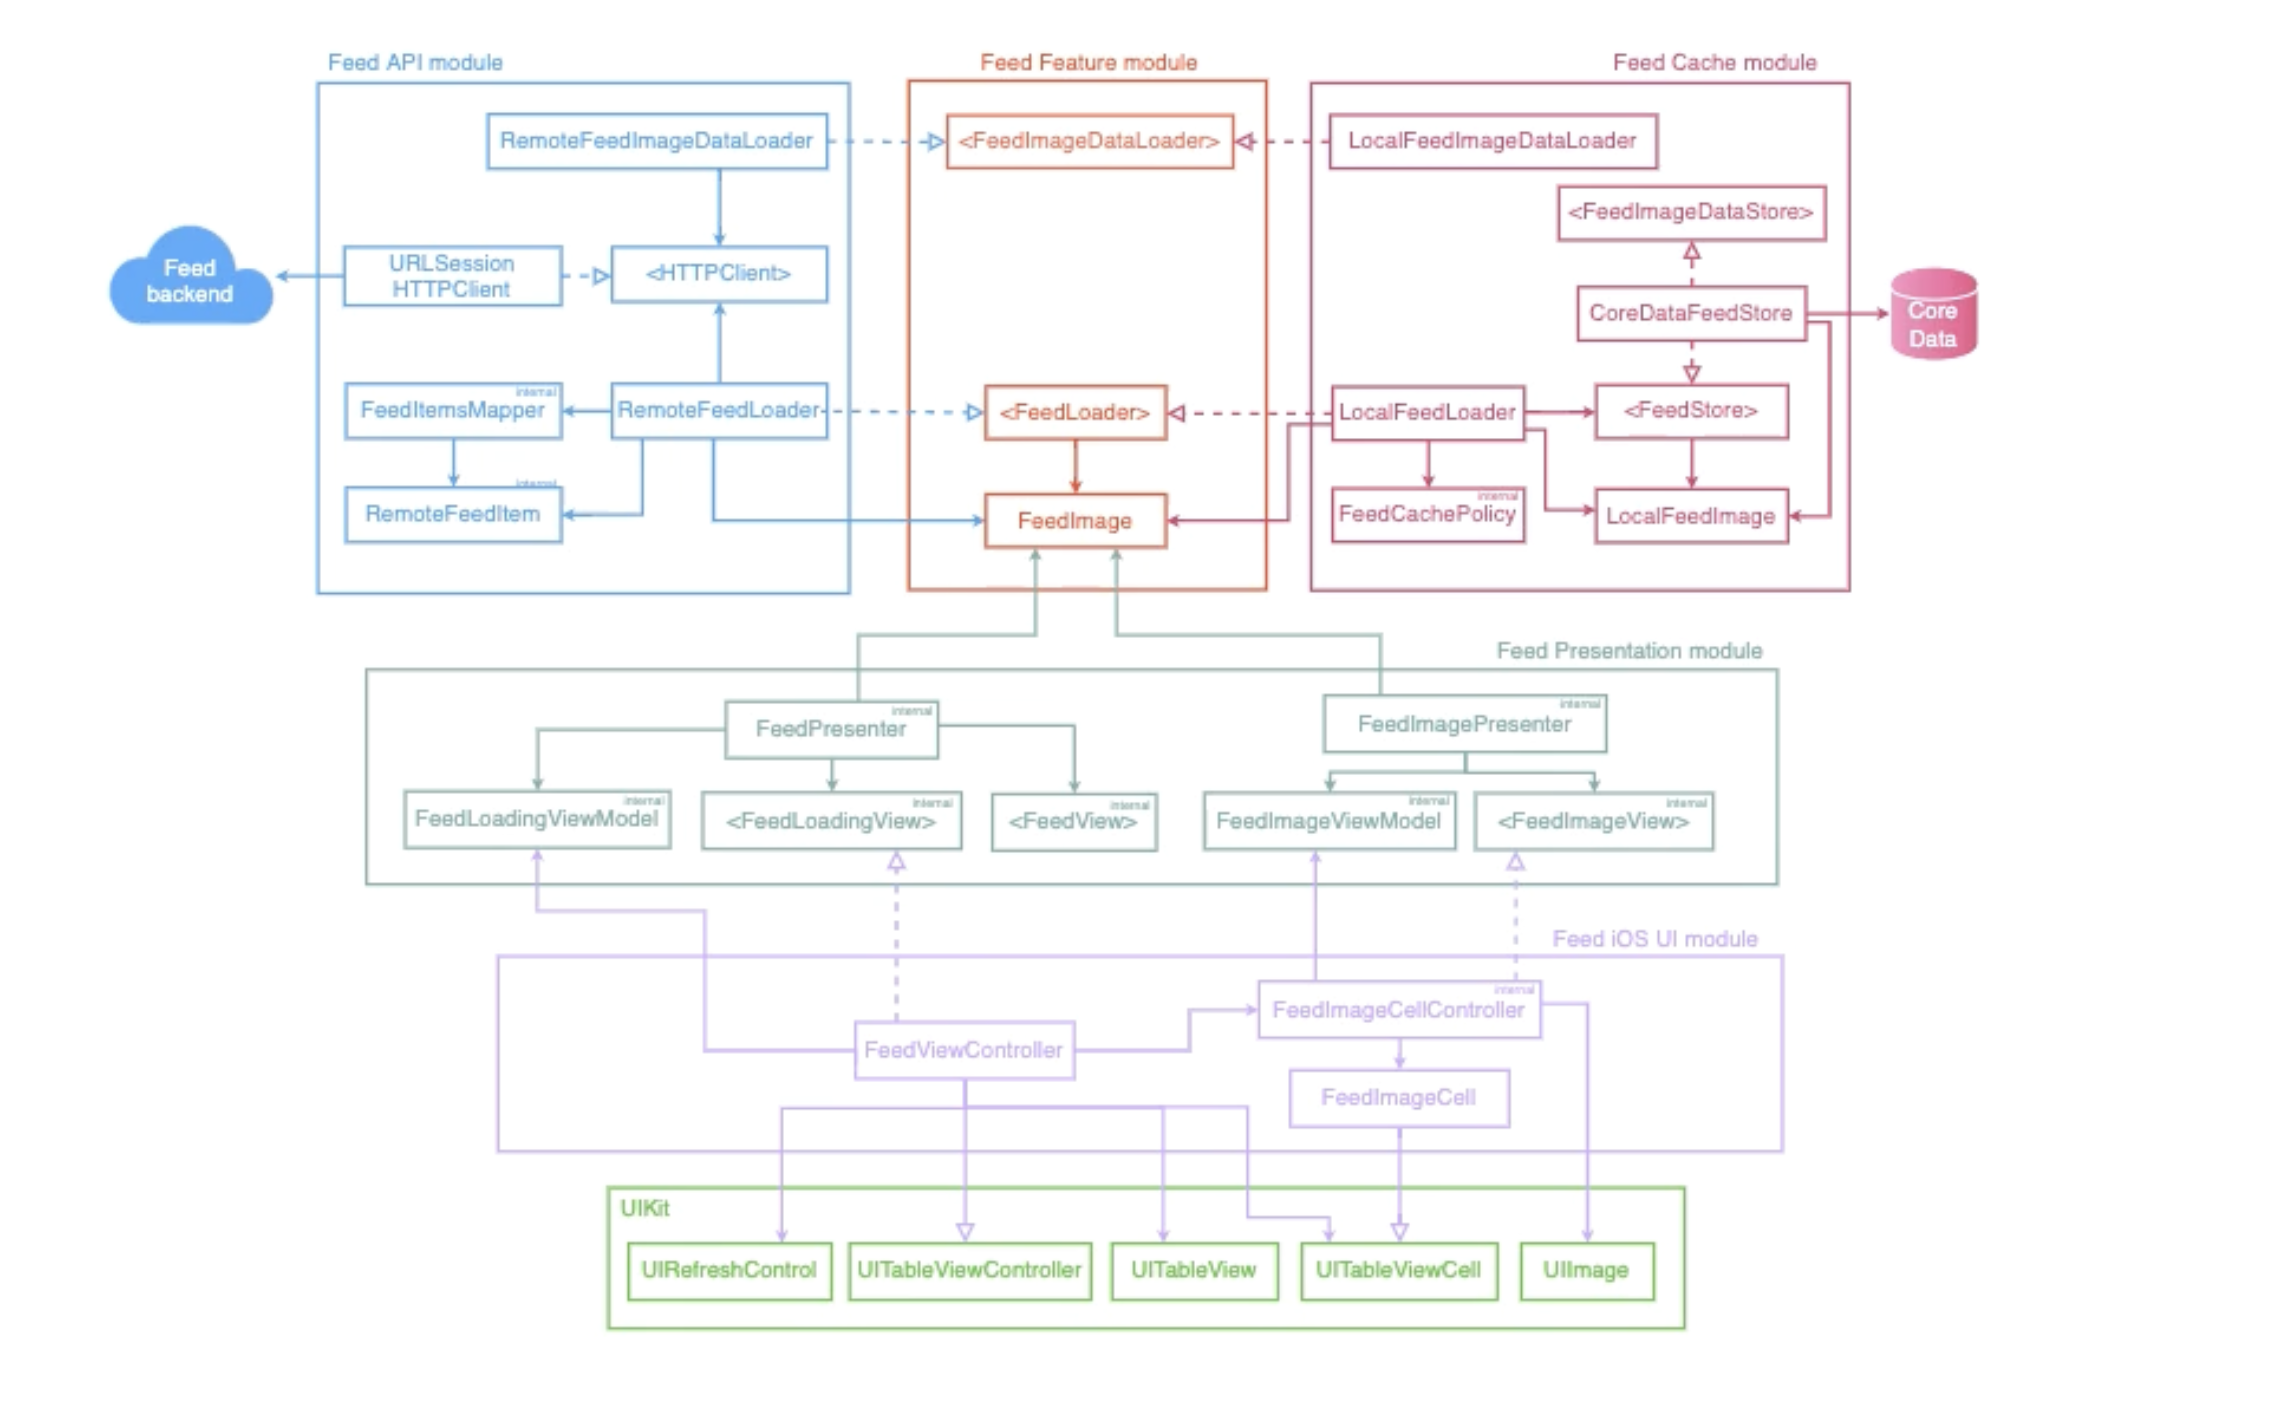 Feed API module
Feed Feature module
Feed Cache module
RemoteFeedImageDataLoader
<FeedImageDataLoader>
LocalFeedImageDataLoader
<FeedImageDataStore>
Feed
backend
URLSession
HTTPClient
<HTTPClient>
CoreDataFeedStore
Core
Data
internal
FeedItemsMapper
RemoteFeedLoader
<FeedLoader>
LocalFeedLoader
<FeedStore>
internal
RemoteFeedItem
FeedImage
internal
FeedCachePolicy
LocalFeedImage
Feed Presentation module
internal
FeedPresenter
internal
FeedImagePresenter
internal
FeedLoadingViewModel
internal
<FeedLoadingView>
internal
<FeedView>
internal
FeedImageViewModel
internal
<FeedImageView>
Feed iOS UI module
internal
FeedImageCellController
FeedViewController
FeedImageCell
UIKit
UIRefreshControl
UITableViewController
UITableView
UITableViewCell
UIImage